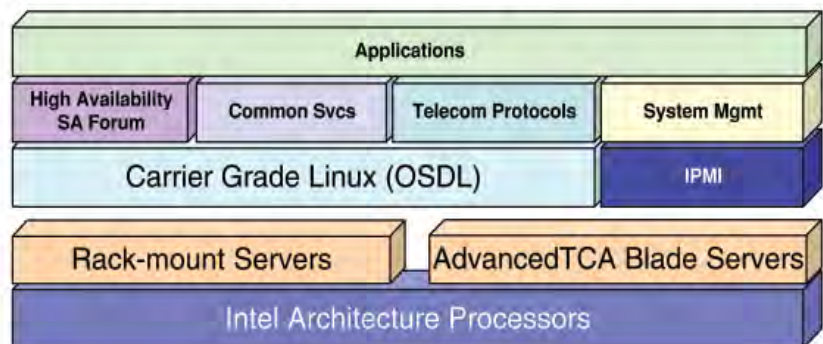 Applications
High Availability
SA Forum
Common Svcs
Telecom Protocols
System Mgmt
Carrier Grade Linux (OSDL)
IPMI
Rack-mount Servers
AdvancedTCA Blade Servers
Intel Architecture Processors